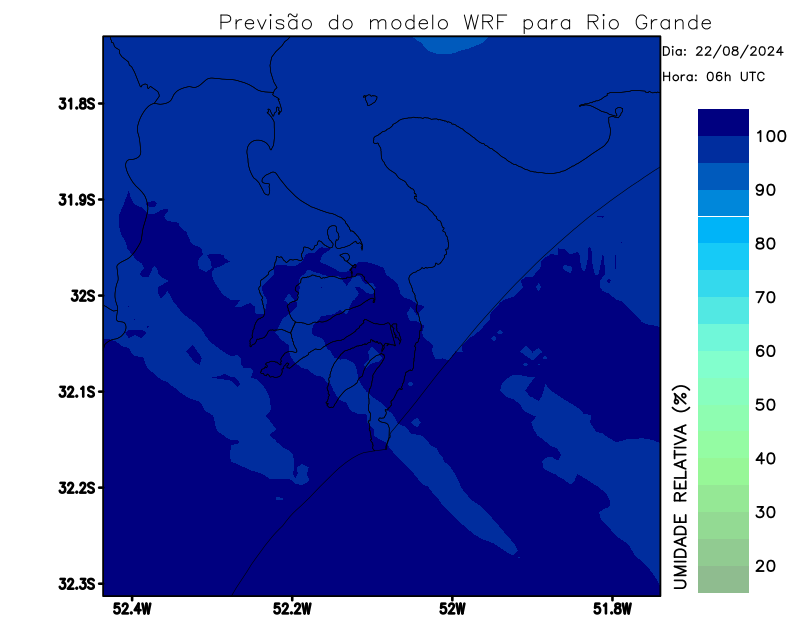 Previsão do modelo WRF para Rio Grande
Dia: 22/08/2024
Hora: 06h UTC
31.8S
31.9S
32S
32.1S
32.2S
32.3S
52.4W
52.2W
52W
51.8W
100
90
80
70
60
50
40
30
20
UMIDADE RELATIVA (%)